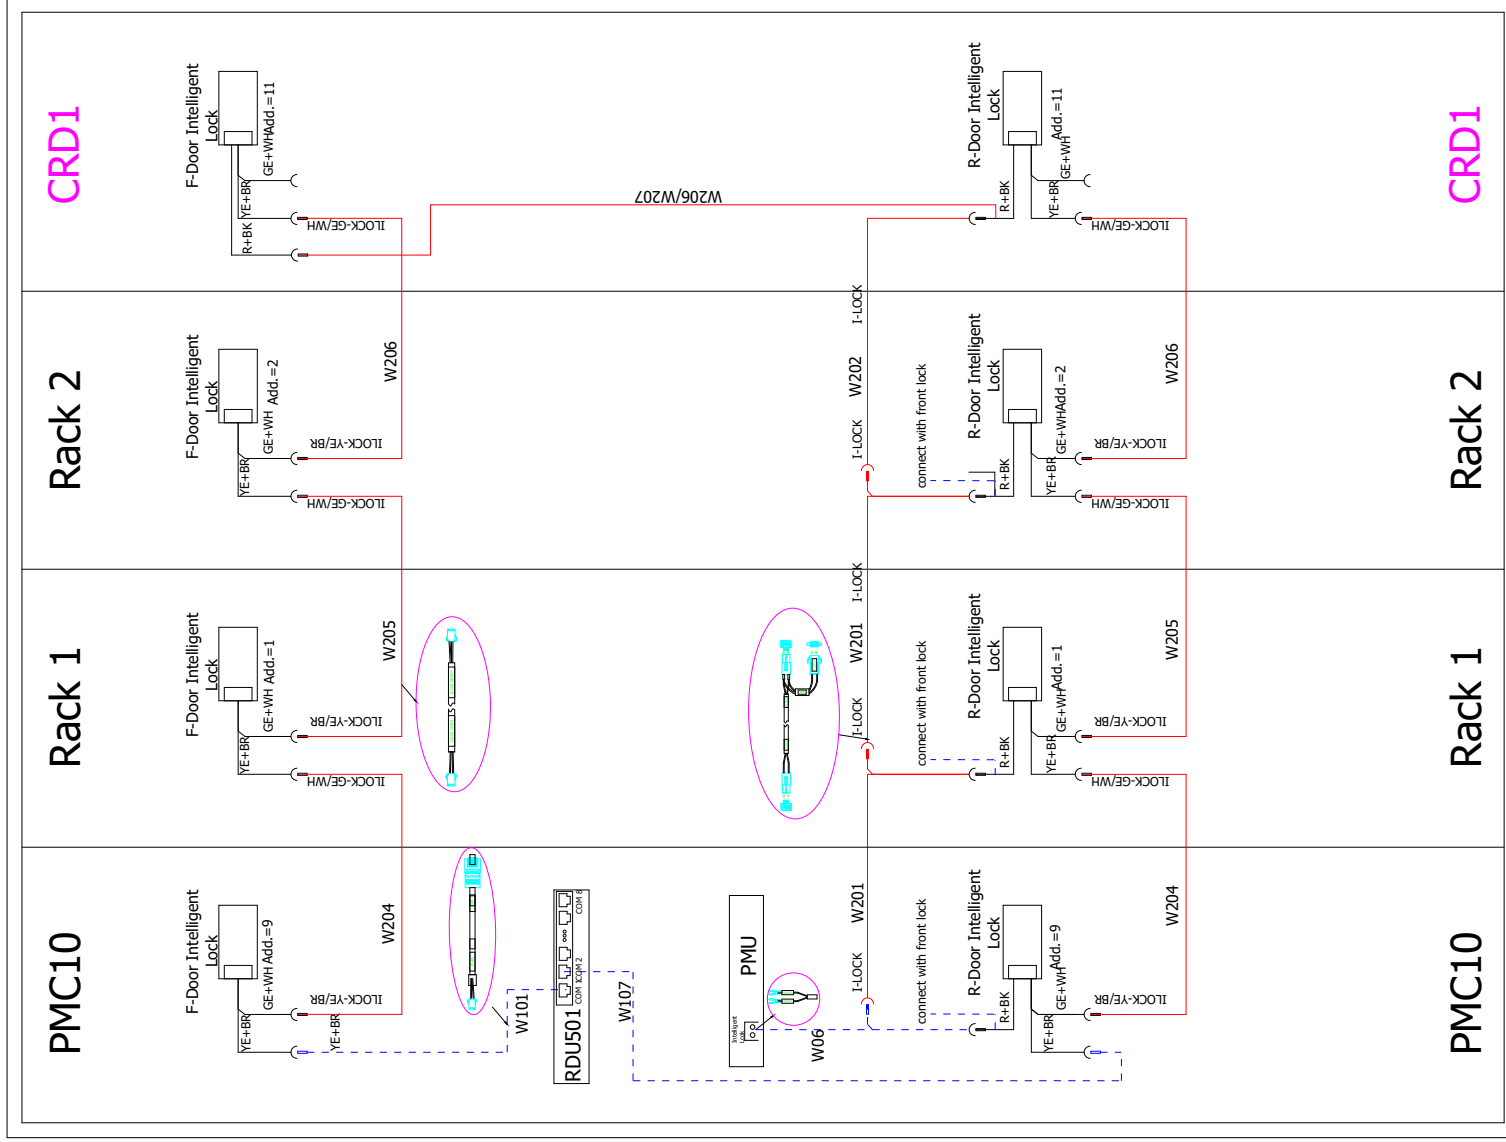 CRD1
F-Door Intelligent
Lock
Add.=11
GE+WH
YE+BR
R+BK
ILOCK-GE/WH
W206/W207
R-Door Intelligent
Lock
Add.=11
GE+WH
YE+BR
R+BK
ILOCK-GE/WH
CRD1
Rack 2
F-Door Intelligent
Lock
Add.=2
GE+WH
YE+BR
ILOCK-YE/BR
ILOCK-GE/WH
W206
I-LOCK
W202
I-LOCK
connect with front lock
R-Door Intelligent
Lock
Add.=2
GE+WH
YE+BR
R+BK
ILOCK-YE/BR
ILOCK-GE/WH
W206
Rack 2
Rack 1
F-Door Intelligent
Lock
Add.=1
GE+WH
YE+BR
ILOCK-YE/BR
ILOCK-GE/WH
W205
I-LOCK
W201
I-LOCK
connect with front lock
R-Door Intelligent
Lock
Add.=1
GE+WH
YE+BR
R+BK
ILOCK-YE/BR
ILOCK-GE/WH
W205
Rack 1
PMC10
F-Door Intelligent
Lock
Add.=9
GE+WH
YE+BR
ILOCK-YE/BR
YE+BR
W204
W101
RDU501
COM 1
COM 2
COM 8
W107
PMU
Intelligent
Lock
W06
W201
I-LOCK
connect with front lock
R-Door Intelligent
Lock
Add.=9
GE+WH
YE+BR
R+BK
ILOCK-YE/BR
W204
PMC10